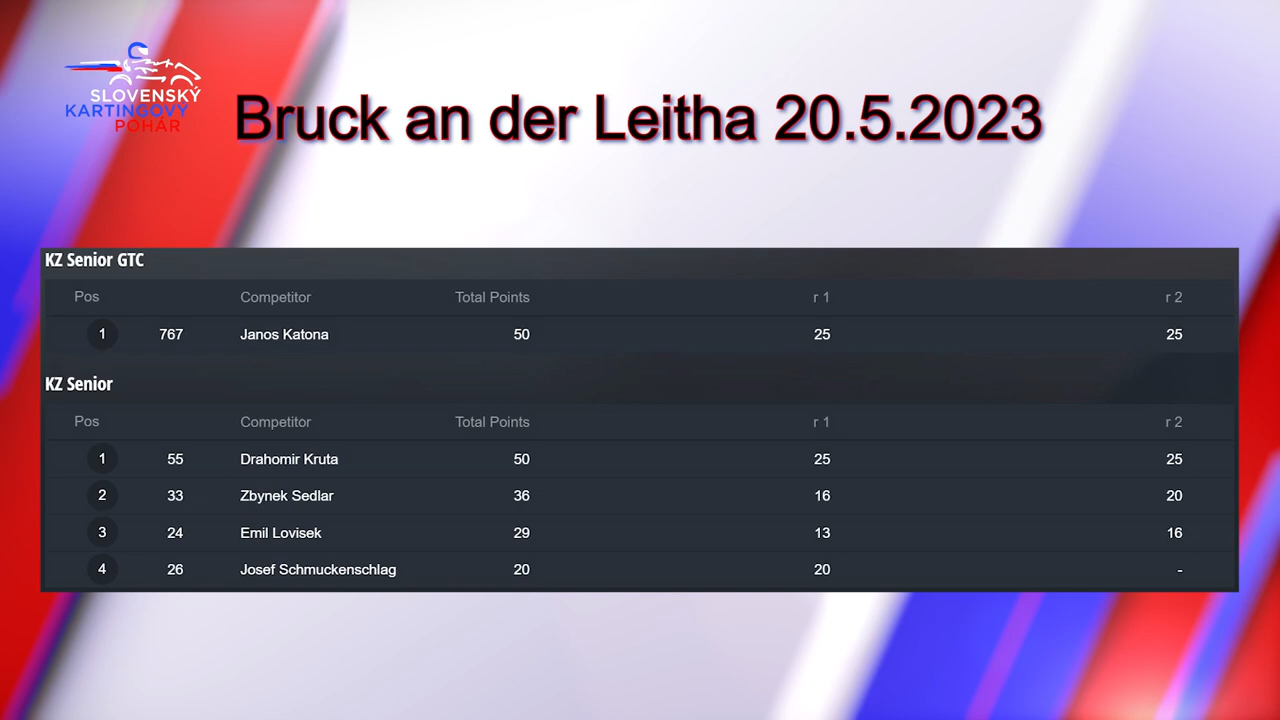 SLOVENSKÝ
KARTINGOVÝ
POHÁR
Bruck an der Leitha 20.5.2023
KZ Senior GTC
Pos Competitor Total Points r 1 r 2
1 767 Janos Katona 50 25 25
KZ Senior
Pos Competitor Total Points r 1 r 2
1 55 Drahomir Kruta 50 25 25
2 33 Zbynek Sedlar 36 16 20
3 24 Emil Lovisek 29 13 16
4 26 Josef Schmuckenschlag 20 20 -